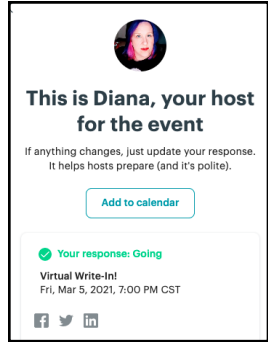 This is Diana, your host
for the event
If anything changes, just update your response.
It helps hosts prepare (and it's polite).
Add to calendar
Your response: Going
Virtual Write-In!
Fri, Mar 5, 2021, 7:00 PM CST